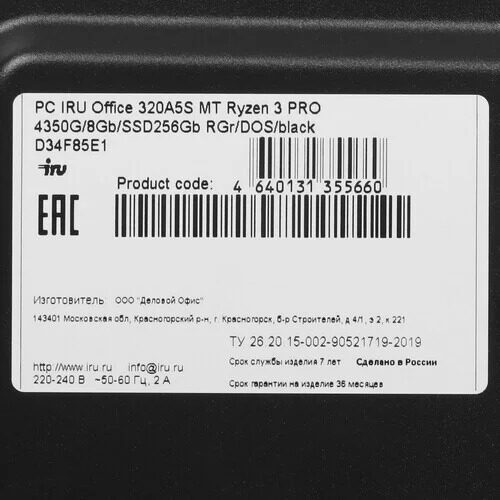 PC IRU Office 320A5S MT Ryzen 3 PRO
4350G/8Gb/SSD256Gb RGr/DOS/black
D34F85E1
iru
Product code:
4 640131 355660
EAC
Изготовитель ООО "Деловой Офис"
143401 Московская обл, Красногорский р-н, г. Красногорск, б-р Строителей, д 4/1, э 2, к 221
ТУ 26 20 15-002-90521719-2019
http://www.iru.ru info@iru.ru
Срок службы изделия 7 лет Сделано в России
220-240 В ~50-60 Гц, 2 А
Срок гарантии на изделие 36 месяцев